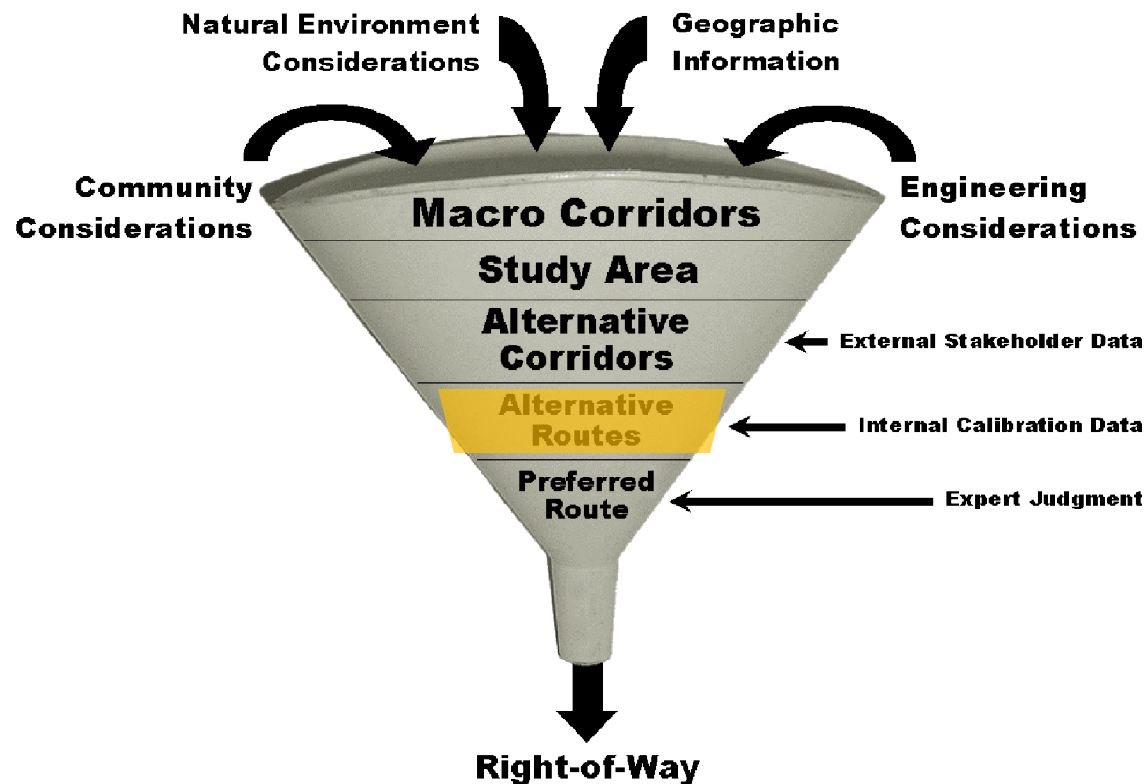 Natural Environment
Considerations
Geographic
Information
Community
Considerations
Engineering
Considerations
Macro Corridors
Study Area
Alternative
Corridors
External Stakeholder Data
Alternative
Routes
Internal Calibration Data
Preferred
Route
Expert Judgment
Right-of-Way